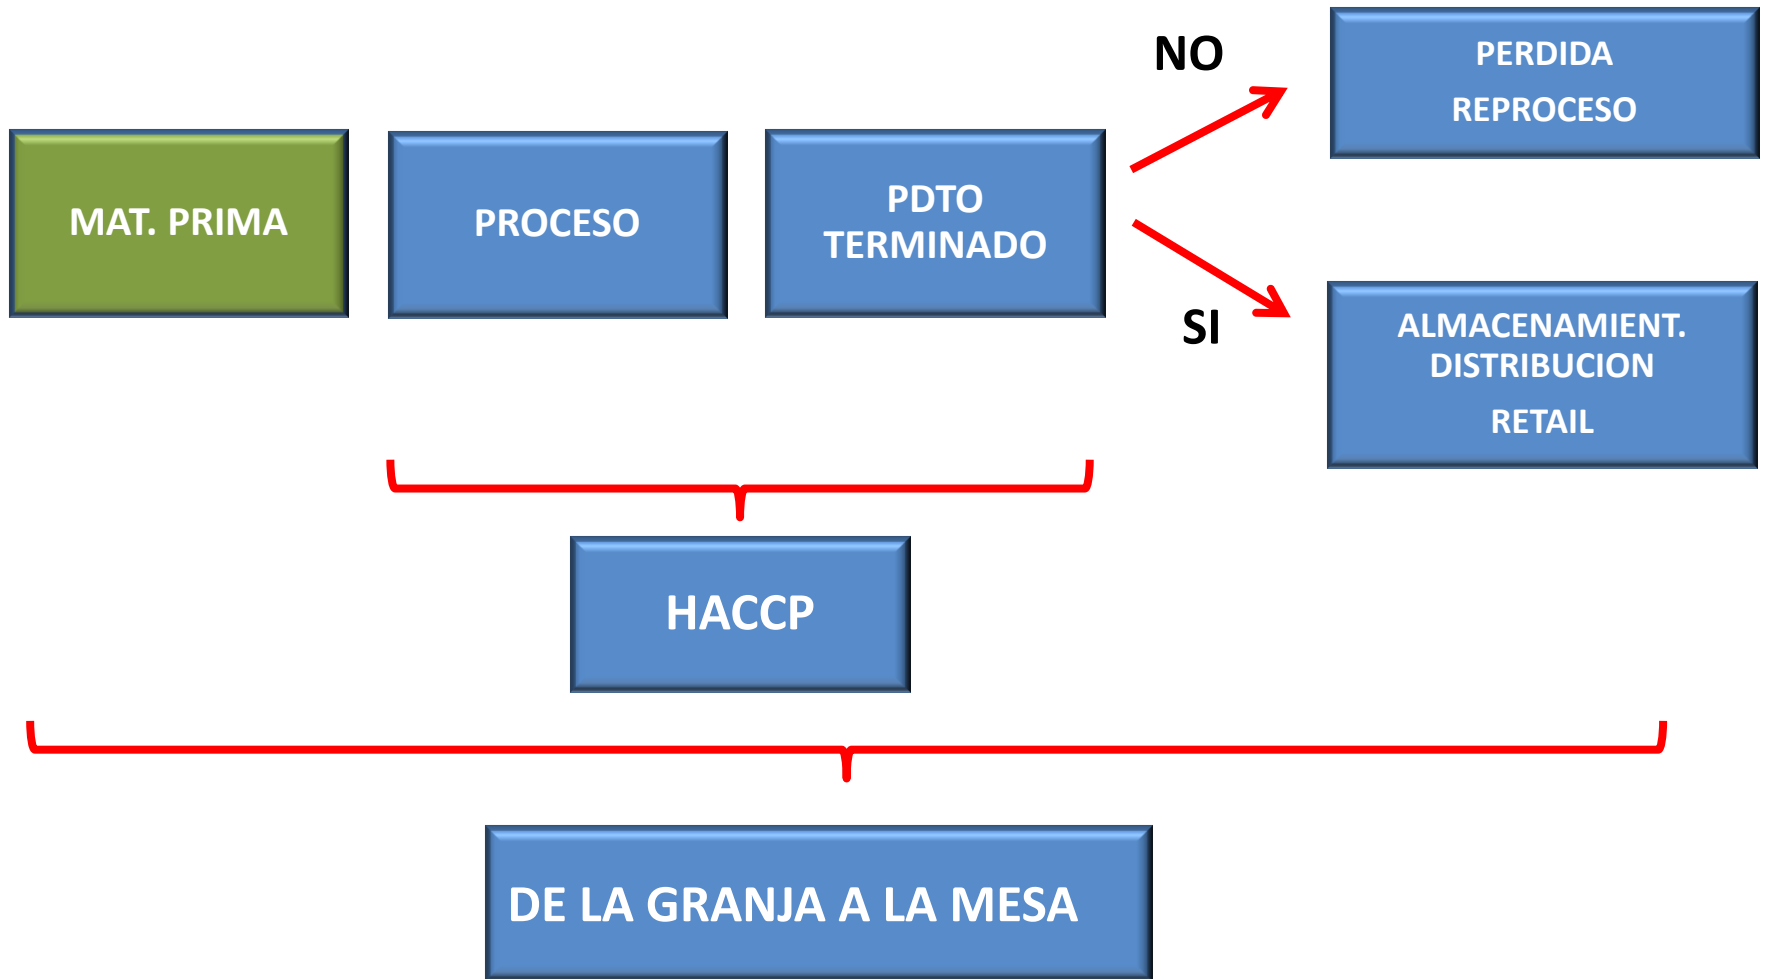 MAT. PRIMA
PROCESO
PDTO
TERMINADO
NO
PERDIDA
REPROCESO
SI
ALMACENAMIENT.
DISTRIBUCION
RETAIL
HACCP
DE LA GRANJA A LA MESA